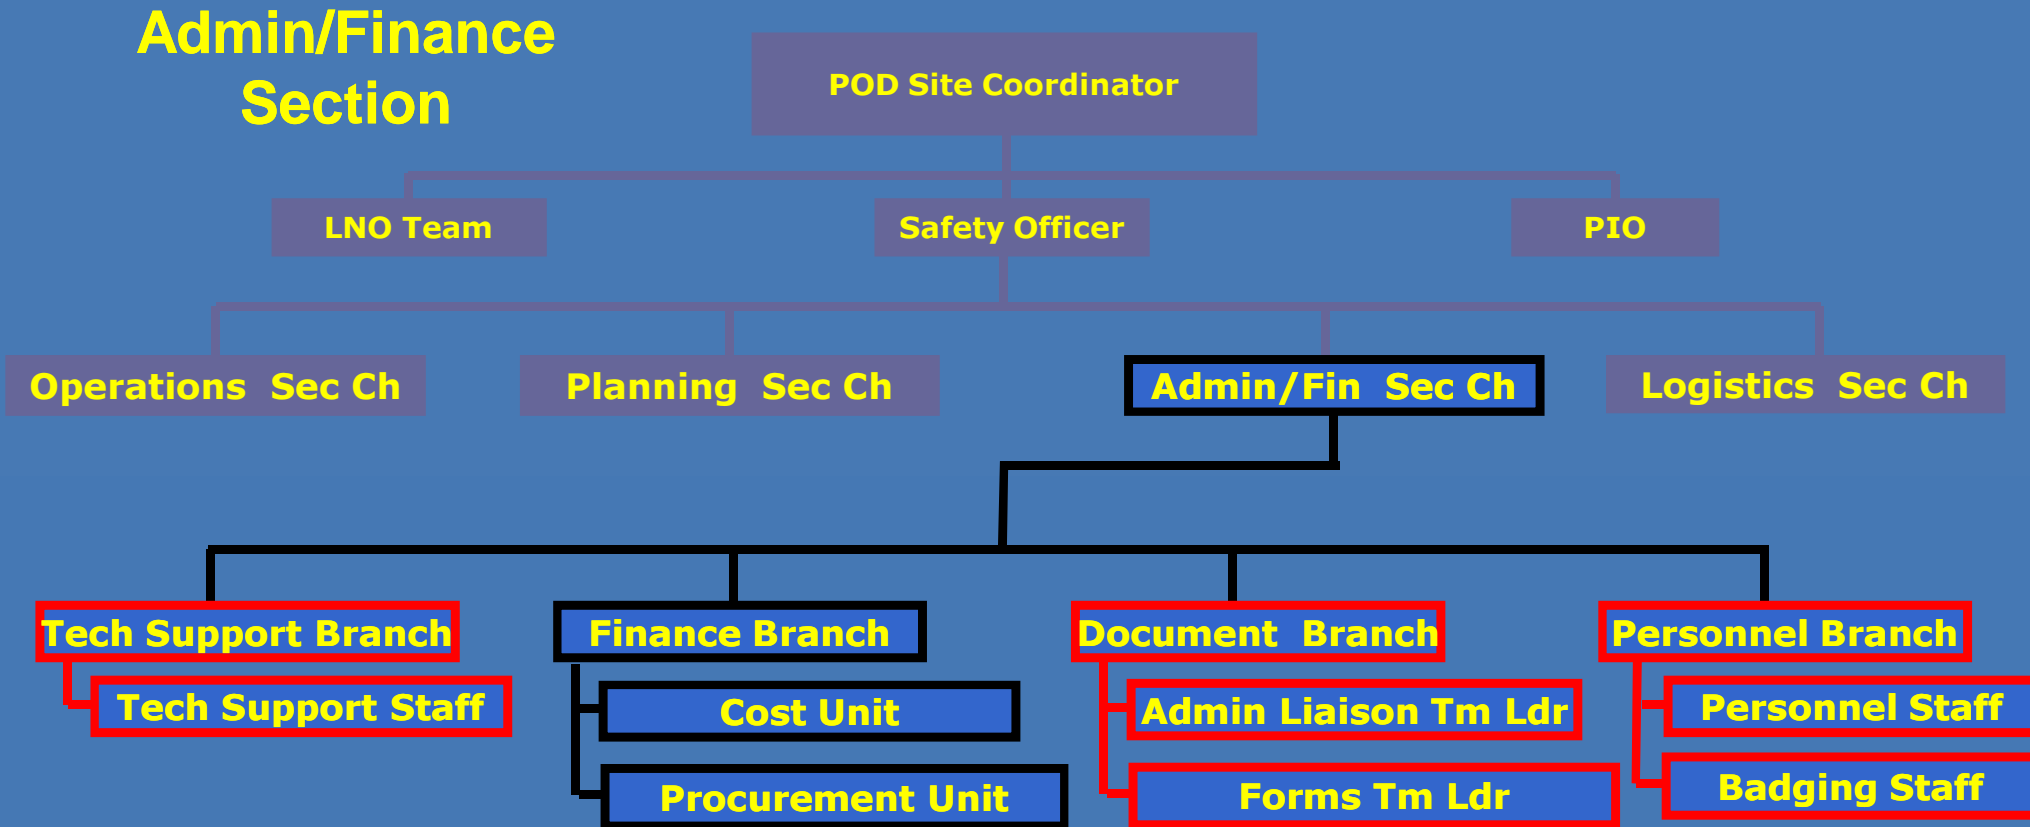 Admin/Finance
Section
POD Site Coordinator
LNO Team
Safety Officer
PIO
Operations  Sec Ch
Planning  Sec Ch
Admin/Fin  Sec Ch
Logistics  Sec Ch
Tech Support Branch
Finance Branch
Document  Branch
Personnel Branch
Tech Support Staff
Cost Unit
Admin Liaison Tm Ldr
Personnel Staff
Procurement Unit
Forms Tm Ldr
Badging Staff